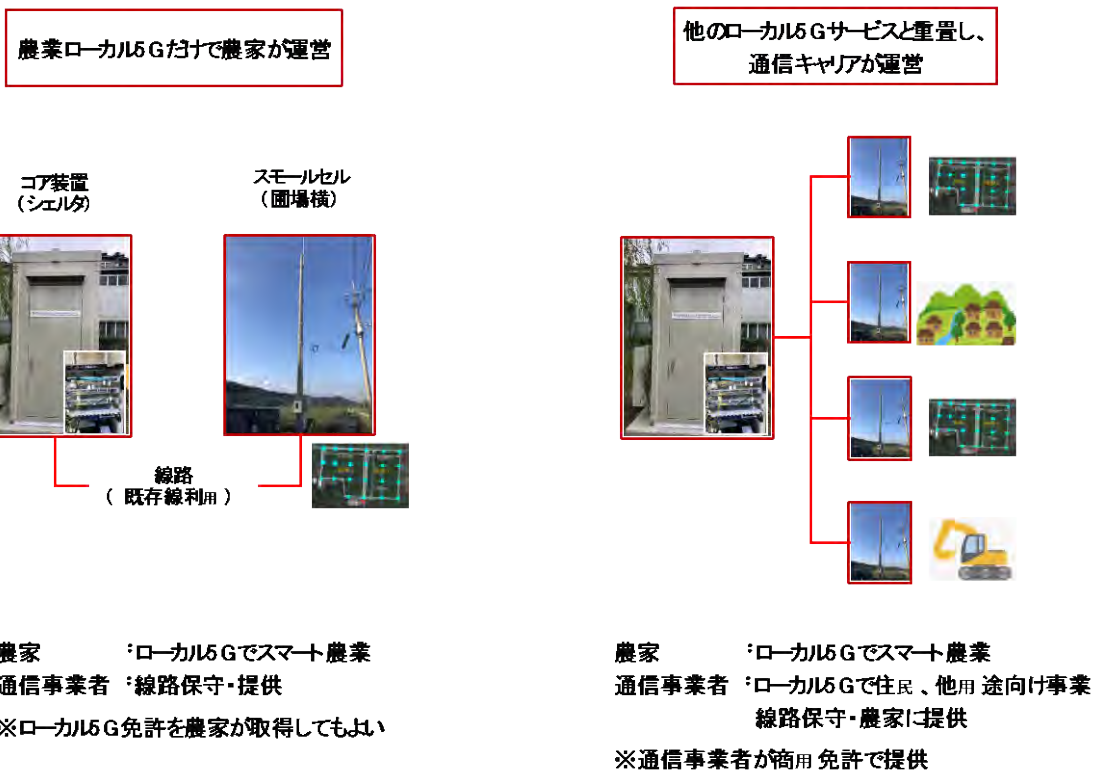 農業ローカル5Gだけで農家が運営
コア装置
(シェルタ)
スモールセル
(圃場横)
線路
( 既存線利用 )
農家 :ローカル5Gでスマート農業
通信事業者 :線路保守・提供
※ローカル5G免許を農家が取得してもよい
他のローカル5Gサービスと重畳し、
通信キャリアが運営
農家 :ローカル5Gでスマート農業
通信事業者 :ローカル5Gで住民 、他用 途向け事業
線路保守・農家に提供
※通信事業者が商用 免許で提供